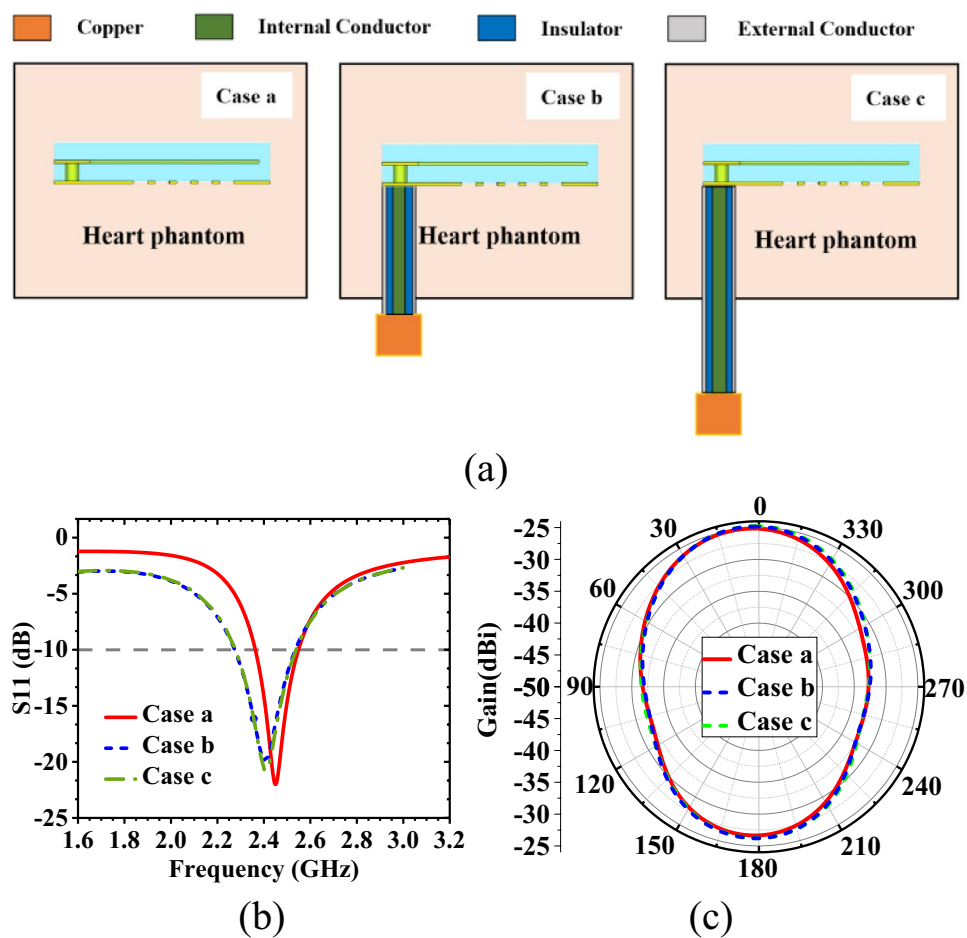 Copper Internal Conductor Insulator External Conductor
Case a Case b Case c
Heart phantom Heart phantom Heart phantom
(a)
0
-5
-10
-15
-20
-25
S11 (dB)
Case a
Case b
Case c
1.6 1.8 2.0 2.2 2.4 2.6 2.8 3.0 3.2
Frequency (GHz)
(b)
-25
-30
-35
-40
-45
-50
-45
-40
-35
-30
-25
Gain(dBi)
0
30
60
90
120
150
180
210
240
270
300
330
Case a
Case b
Case c
(c)